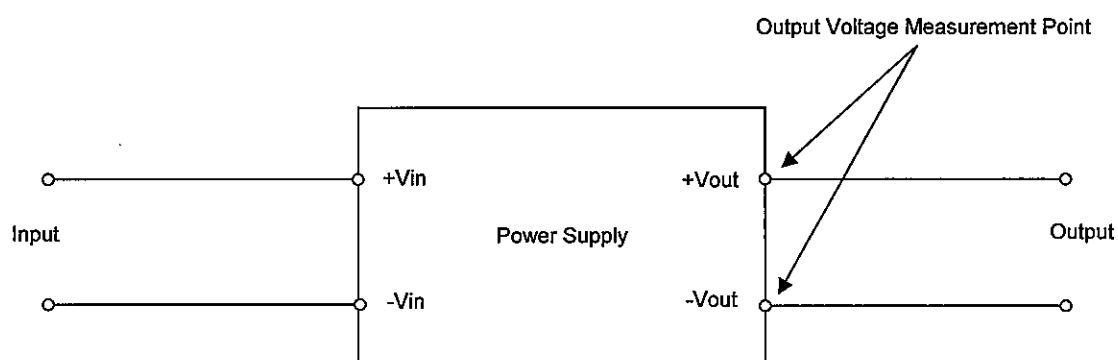 Output Voltage Measurement Point
+Vin
+Vout
Input
Power Supply
Output
-Vin
-Vout